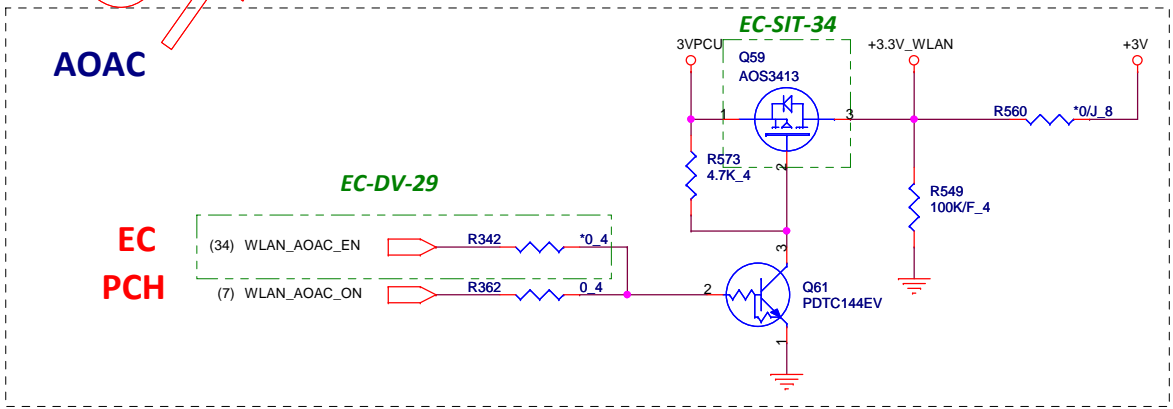 EC-SIT-34
AOAC
3VPCU
Q59
AOS3413
+3.3V_WLAN
+3V
1
3
R560
*0/J_8
2
R573
4.7K_4
R549
100K/F_4
EC-DV-29
EC
(34) WLAN_AOAC_EN
R342
*0_4
3
PCH
(7) WLAN_AOAC_ON
R362
0_4
2
Q61
PDTC144EV
1